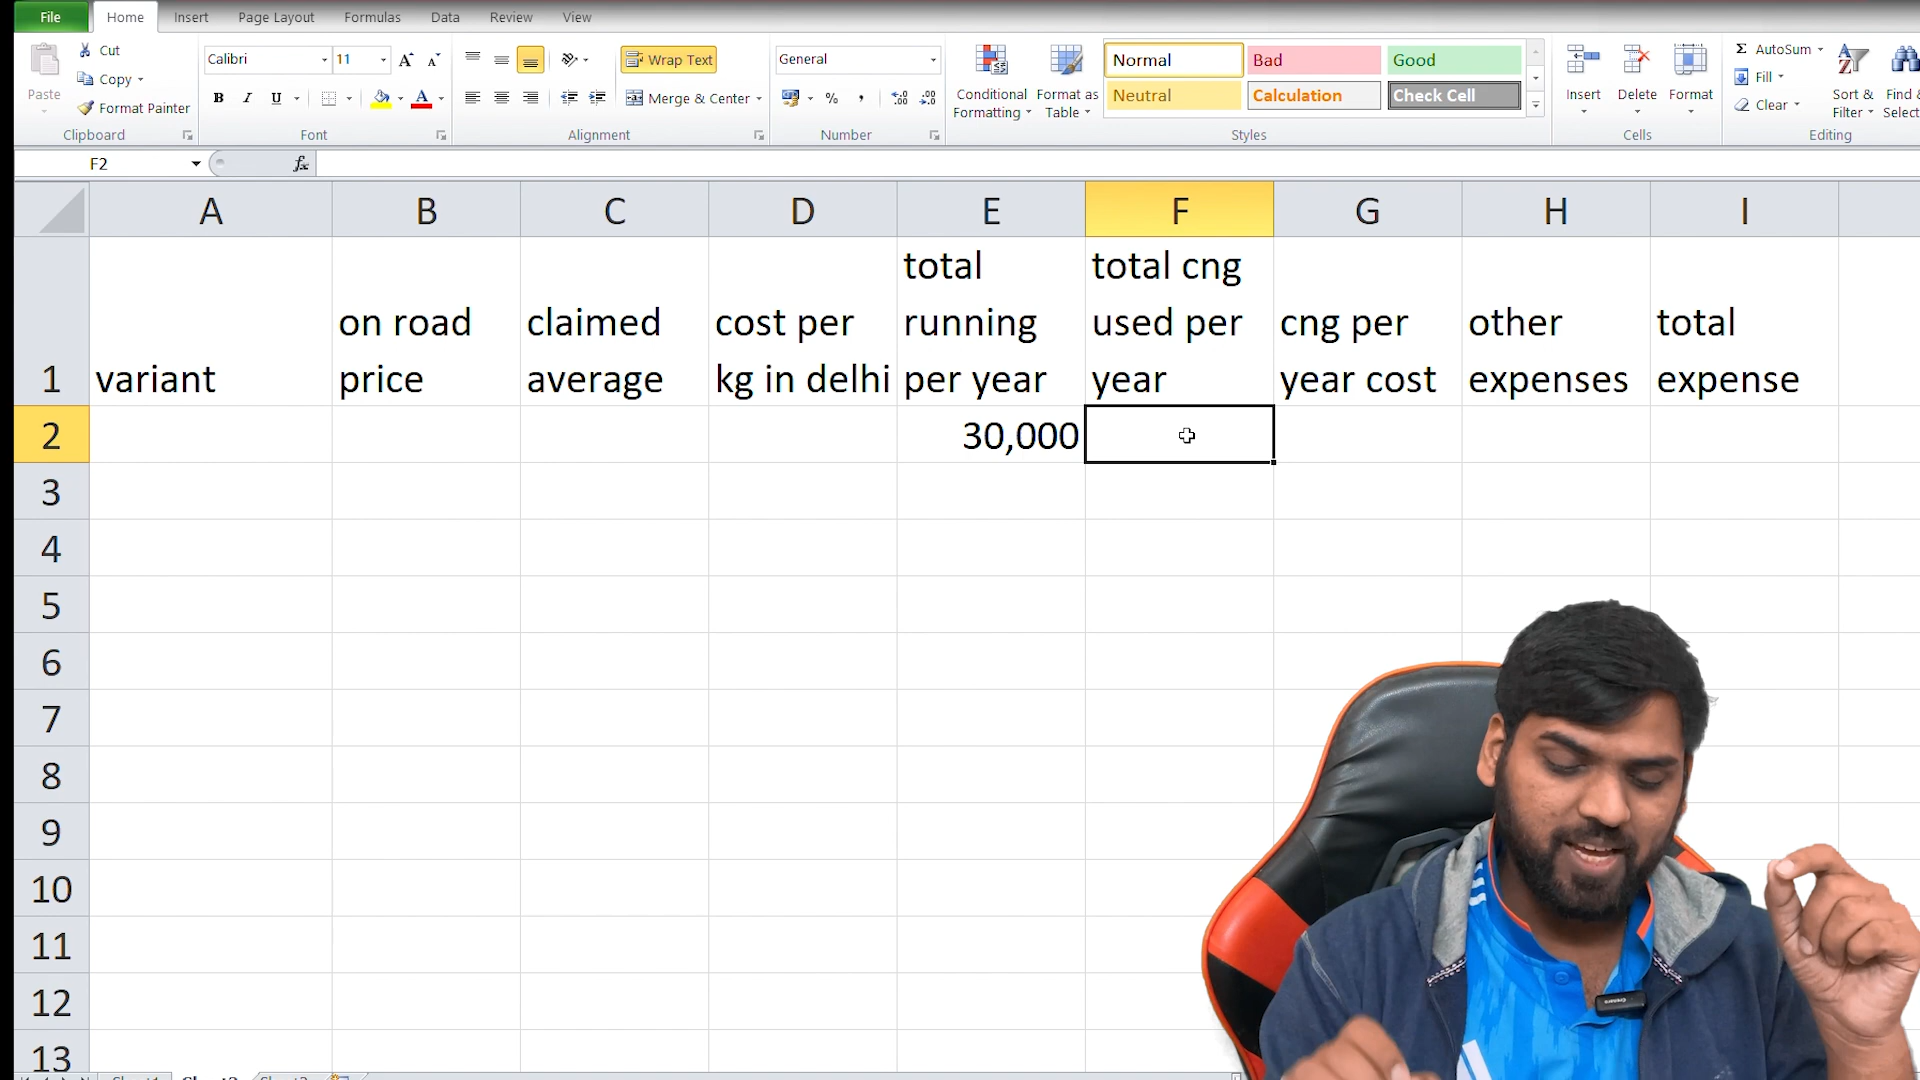 File Home Insert Page Layout Formulas Data Review View
Cut
Copy
Format Painter
Paste
Clipboard
Calibri 11
B I U
Font
Wrap Text
Merge & Center
Alignment
General
% ,
Number
Conditional Formatting
Format as Table
Normal Bad Good
Neutral Calculation Check Cell
Styles
Insert Delete Format
Cells
AutoSum
Fill
Clear
Sort & Filter
Find & Select
Editing
F2 fx
A B C D E F G H I
1 variant
on road
price
claimed
average
cost per
kg in delhi
total
running
per year
total cng
used per
year
cng per
year cost
other
expenses
total
expense
2 30,000
3
4
5
6
7
8
9
10
11
12
13